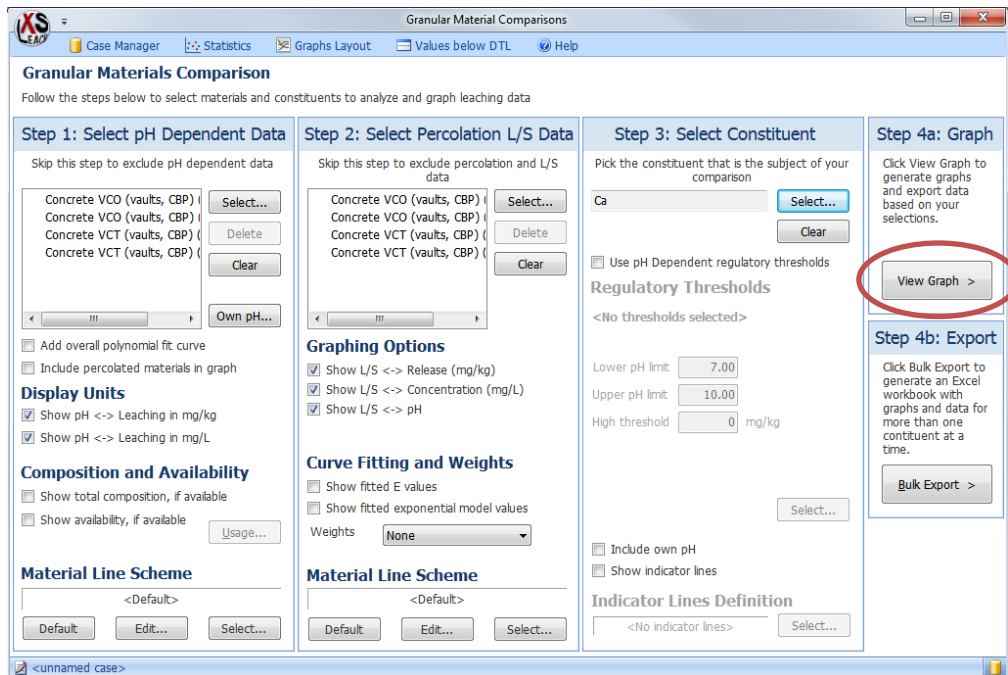 XS
LEACH
Granular Material Comparisons
Case Manager
Statistics
Graphs Layout
Values below DTL
Help
Granular Materials Comparison
Follow the steps below to select materials and constituents to analyze and graph leaching data
Step 1: Select pH Dependent Data
Skip this step to exclude pH dependent data
Concrete VCO (vaults, CBP) (
Concrete VCO (vaults, CBP) (
Concrete VCT (vaults, CBP) (
Concrete VCT (vaults, CBP) (
Select...
Delete
Clear
Own pH...
Add overall polynomial fit curve
Include percolated materials in graph
Display Units
Show pH <-> Leaching in mg/kg
Show pH <-> Leaching in mg/L
Composition and Availability
Show total composition, if available
Show availability, if available
Usage...
Material Line Scheme
<Default>
Default
Edit...
Select...
Step 2: Select Percolation L/S Data
Skip this step to exclude percolation and L/S
data
Concrete VCO (vaults, CBP) (
Concrete VCO (vaults, CBP) (
Concrete VCT (vaults, CBP) (
Concrete VCT (vaults, CBP) (
Select...
Delete
Clear
Graphing Options
Show L/S <-> Release (mg/kg)
Show L/S <-> Concentration (mg/L)
Show L/S <-> pH
Curve Fitting and Weights
Show fitted E values
Show fitted exponential model values
Weights
None
Material Line Scheme
<Default>
Default
Edit...
Select...
Step 3: Select Constituent
Pick the constituent that is the subject of your
comparison
Ca
Select...
Clear
Use pH Dependent regulatory thresholds
Regulatory Thresholds
<No thresholds selected>
Lower pH limit 7.00
Upper pH limit 10.00
High threshold 0 mg/kg
Select...
Include own pH
Show indicator lines
Indicator Lines Definition
<No indicator lines>
Select...
Step 4a: Graph
Click View Graph to
generate graphs
and export data
based on your
selections.
View Graph >
Step 4b: Export
Click Bulk Export to
generate an Excel
workbook with
graphs and data for
more than one
contituent at a
time.
Bulk Export >
<unnamed case>